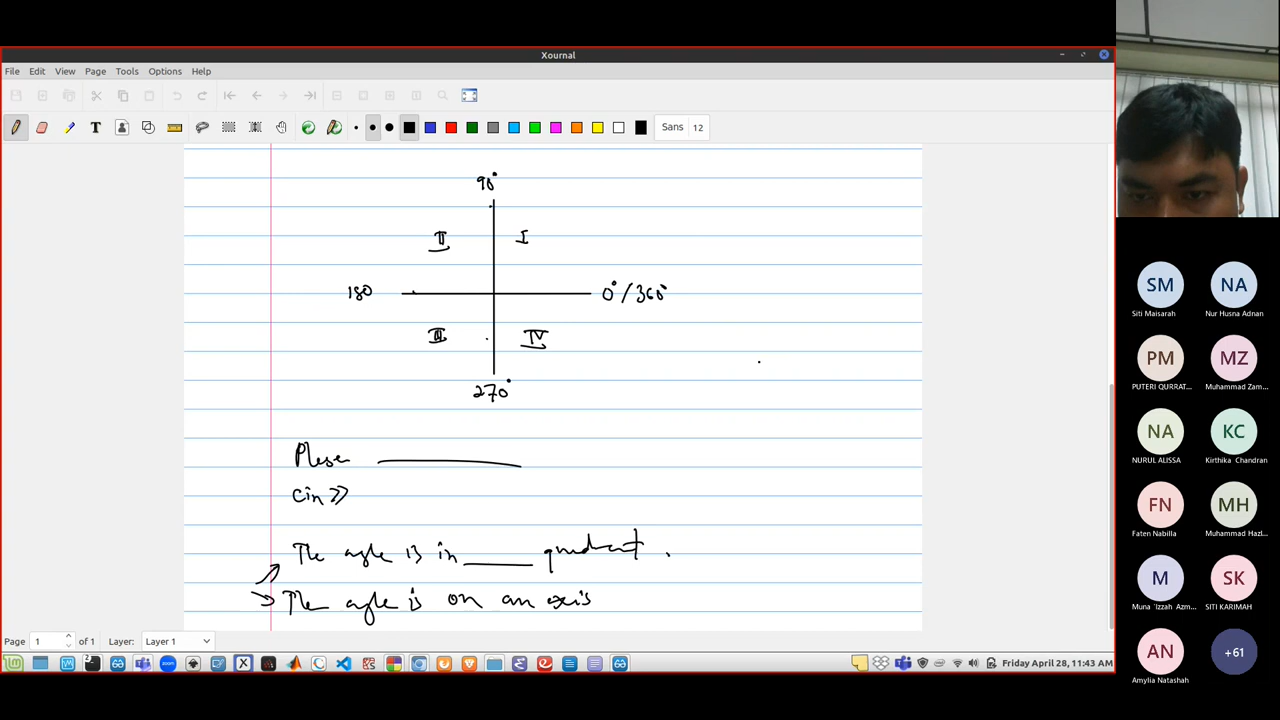 Xournal
File Edit View Page Tools Options Help
Sans 12
90°
II I
180 0°/360°
III IV
270°
Please
cin >>
The angle is in ____ quadrant.
The angle is on an axis
Page 1 of 1 Layer: Layer 1
Friday April 28, 11:43 AM
SM NA
Siti Maisarah Nur Husna Adnan
PM MZ
PUTERI QURRAT... Muhammad Zam...
NA KC
NURUL ALISSA Kirthika Chandran
FN MH
Faten Nabilla Muhammad Hazl...
M SK
Muna 'Izzah Azm... SITI KARIMAH
AN +61
Amylia Natashah